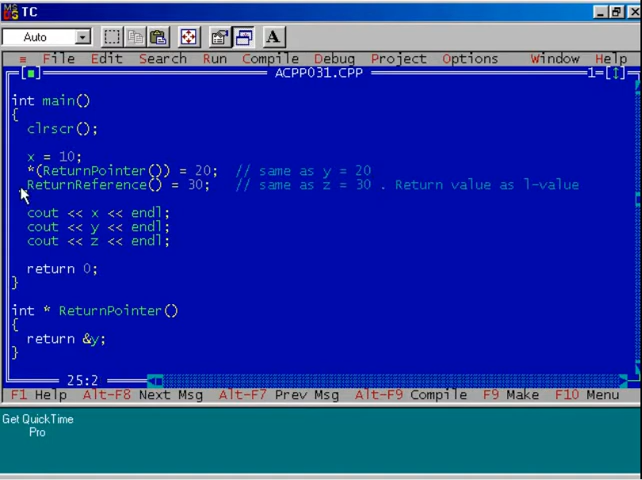 TC
Auto
A
≡ File Edit Search Run Compile Debug Project Options Window Help
[■] ACPP031.CPP 1=[↕]
int main()
{
clrscr();
x = 10;
*(ReturnPointer()) = 20; // same as y = 20
ReturnReference() = 30; // same as z = 30 . Return value as l-value
cout << x << endl;
cout << y << endl;
cout << z << endl;
return 0;
}
int * ReturnPointer()
{
return &y;
}
25:2
F1 Help Alt-F8 Next Msg Alt-F7 Prev Msg Alt-F9 Compile F9 Make F10 Menu
Get QuickTime
Pro